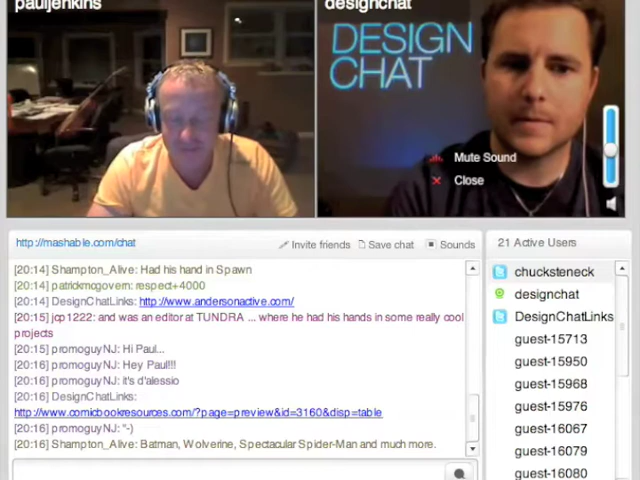 pauljenkins
designchat
DESIGN
CHAT
Mute Sound
Close
http://mashable.com/chat
Invite friends
Save chat
Sounds
21 Active Users
[20:14] Shampton_Alive: Had his hand in Spawn
[20:14] patrickmcgovern: respect+4000
[20:14] DesignChatLinks: http://www.andersonactive.com/
[20:15] jcp1222: and was an editor at TUNDRA ... where he had his hands in some really cool
projects
[20:15] promoguyNJ: Hi Paul...
[20:16] promoguyNJ: Hey Paul!!!
[20:16] promoguyNJ: it's d'alessio
[20:16] DesignChatLinks:
http://www.comicbookresources.com/?page=preview&id=3160&disp=table
[20:16] promoguyNJ: "-)
[20:16] Shampton_Alive: Batman, Wolverine, Spectacular Spider-Man and much more.
chucksteneck
designchat
DesignChatLinks
guest-15713
guest-15950
guest-15968
guest-15976
guest-16067
guest-16079
guest-16080